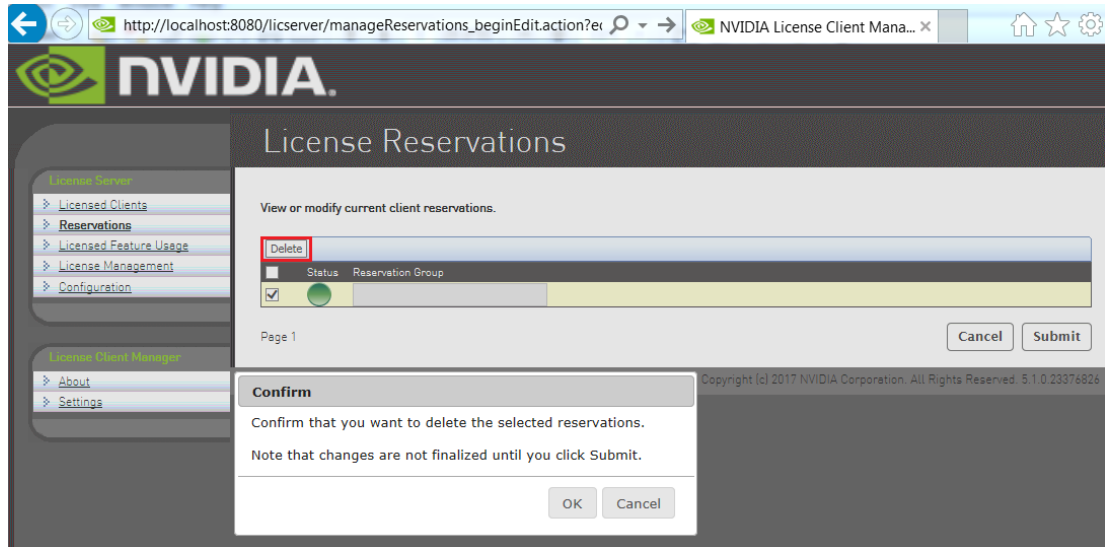 http://localhost:8080/licserver/manageReservations_beginEdit.action?e
NVIDIA License Client Mana...
nVIDIA.
License Reservations
License Server
Licensed Clients
Reservations
Licensed Feature Usage
License Management
Configuration
View or modify current client reservations.
Delete
Status Reservation Group
Page 1
Cancel Submit
License Client Manager
About
Settings
Copyright (c) 2017 NVIDIA Corporation. All Rights Reserved. 5.1.0.23376826
Confirm
Confirm that you want to delete the selected reservations.
Note that changes are not finalized until you click Submit.
OK Cancel